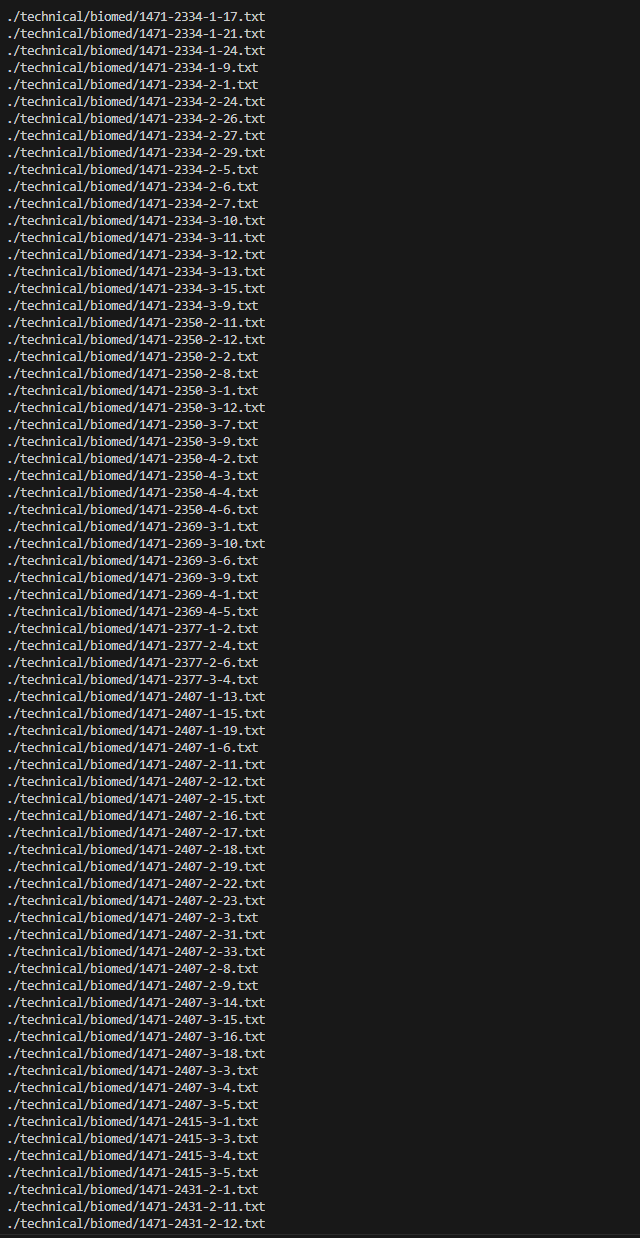 ./technical/biomed/1471-2334-1-17.txt
./technical/biomed/1471-2334-1-21.txt
./technical/biomed/1471-2334-1-24.txt
./technical/biomed/1471-2334-1-9.txt
./technical/biomed/1471-2334-2-1.txt
./technical/biomed/1471-2334-2-24.txt
./technical/biomed/1471-2334-2-26.txt
./technical/biomed/1471-2334-2-27.txt
./technical/biomed/1471-2334-2-29.txt
./technical/biomed/1471-2334-2-5.txt
./technical/biomed/1471-2334-2-6.txt
./technical/biomed/1471-2334-2-7.txt
./technical/biomed/1471-2334-3-10.txt
./technical/biomed/1471-2334-3-11.txt
./technical/biomed/1471-2334-3-12.txt
./technical/biomed/1471-2334-3-13.txt
./technical/biomed/1471-2334-3-15.txt
./technical/biomed/1471-2334-3-9.txt
./technical/biomed/1471-2350-2-11.txt
./technical/biomed/1471-2350-2-12.txt
./technical/biomed/1471-2350-2-2.txt
./technical/biomed/1471-2350-2-8.txt
./technical/biomed/1471-2350-3-1.txt
./technical/biomed/1471-2350-3-12.txt
./technical/biomed/1471-2350-3-7.txt
./technical/biomed/1471-2350-3-9.txt
./technical/biomed/1471-2350-4-2.txt
./technical/biomed/1471-2350-4-3.txt
./technical/biomed/1471-2350-4-4.txt
./technical/biomed/1471-2350-4-6.txt
./technical/biomed/1471-2369-3-1.txt
./technical/biomed/1471-2369-3-10.txt
./technical/biomed/1471-2369-3-6.txt
./technical/biomed/1471-2369-3-9.txt
./technical/biomed/1471-2369-4-1.txt
./technical/biomed/1471-2369-4-5.txt
./technical/biomed/1471-2377-1-2.txt
./technical/biomed/1471-2377-2-4.txt
./technical/biomed/1471-2377-2-6.txt
./technical/biomed/1471-2377-3-4.txt
./technical/biomed/1471-2407-1-13.txt
./technical/biomed/1471-2407-1-15.txt
./technical/biomed/1471-2407-1-19.txt
./technical/biomed/1471-2407-1-6.txt
./technical/biomed/1471-2407-2-11.txt
./technical/biomed/1471-2407-2-12.txt
./technical/biomed/1471-2407-2-15.txt
./technical/biomed/1471-2407-2-16.txt
./technical/biomed/1471-2407-2-17.txt
./technical/biomed/1471-2407-2-18.txt
./technical/biomed/1471-2407-2-19.txt
./technical/biomed/1471-2407-2-22.txt
./technical/biomed/1471-2407-2-23.txt
./technical/biomed/1471-2407-2-3.txt
./technical/biomed/1471-2407-2-31.txt
./technical/biomed/1471-2407-2-33.txt
./technical/biomed/1471-2407-2-8.txt
./technical/biomed/1471-2407-2-9.txt
./technical/biomed/1471-2407-3-14.txt
./technical/biomed/1471-2407-3-15.txt
./technical/biomed/1471-2407-3-16.txt
./technical/biomed/1471-2407-3-18.txt
./technical/biomed/1471-2407-3-3.txt
./technical/biomed/1471-2407-3-4.txt
./technical/biomed/1471-2407-3-5.txt
./technical/biomed/1471-2415-3-1.txt
./technical/biomed/1471-2415-3-3.txt
./technical/biomed/1471-2415-3-4.txt
./technical/biomed/1471-2415-3-5.txt
./technical/biomed/1471-2431-2-1.txt
./technical/biomed/1471-2431-2-11.txt
./technical/biomed/1471-2431-2-12.txt